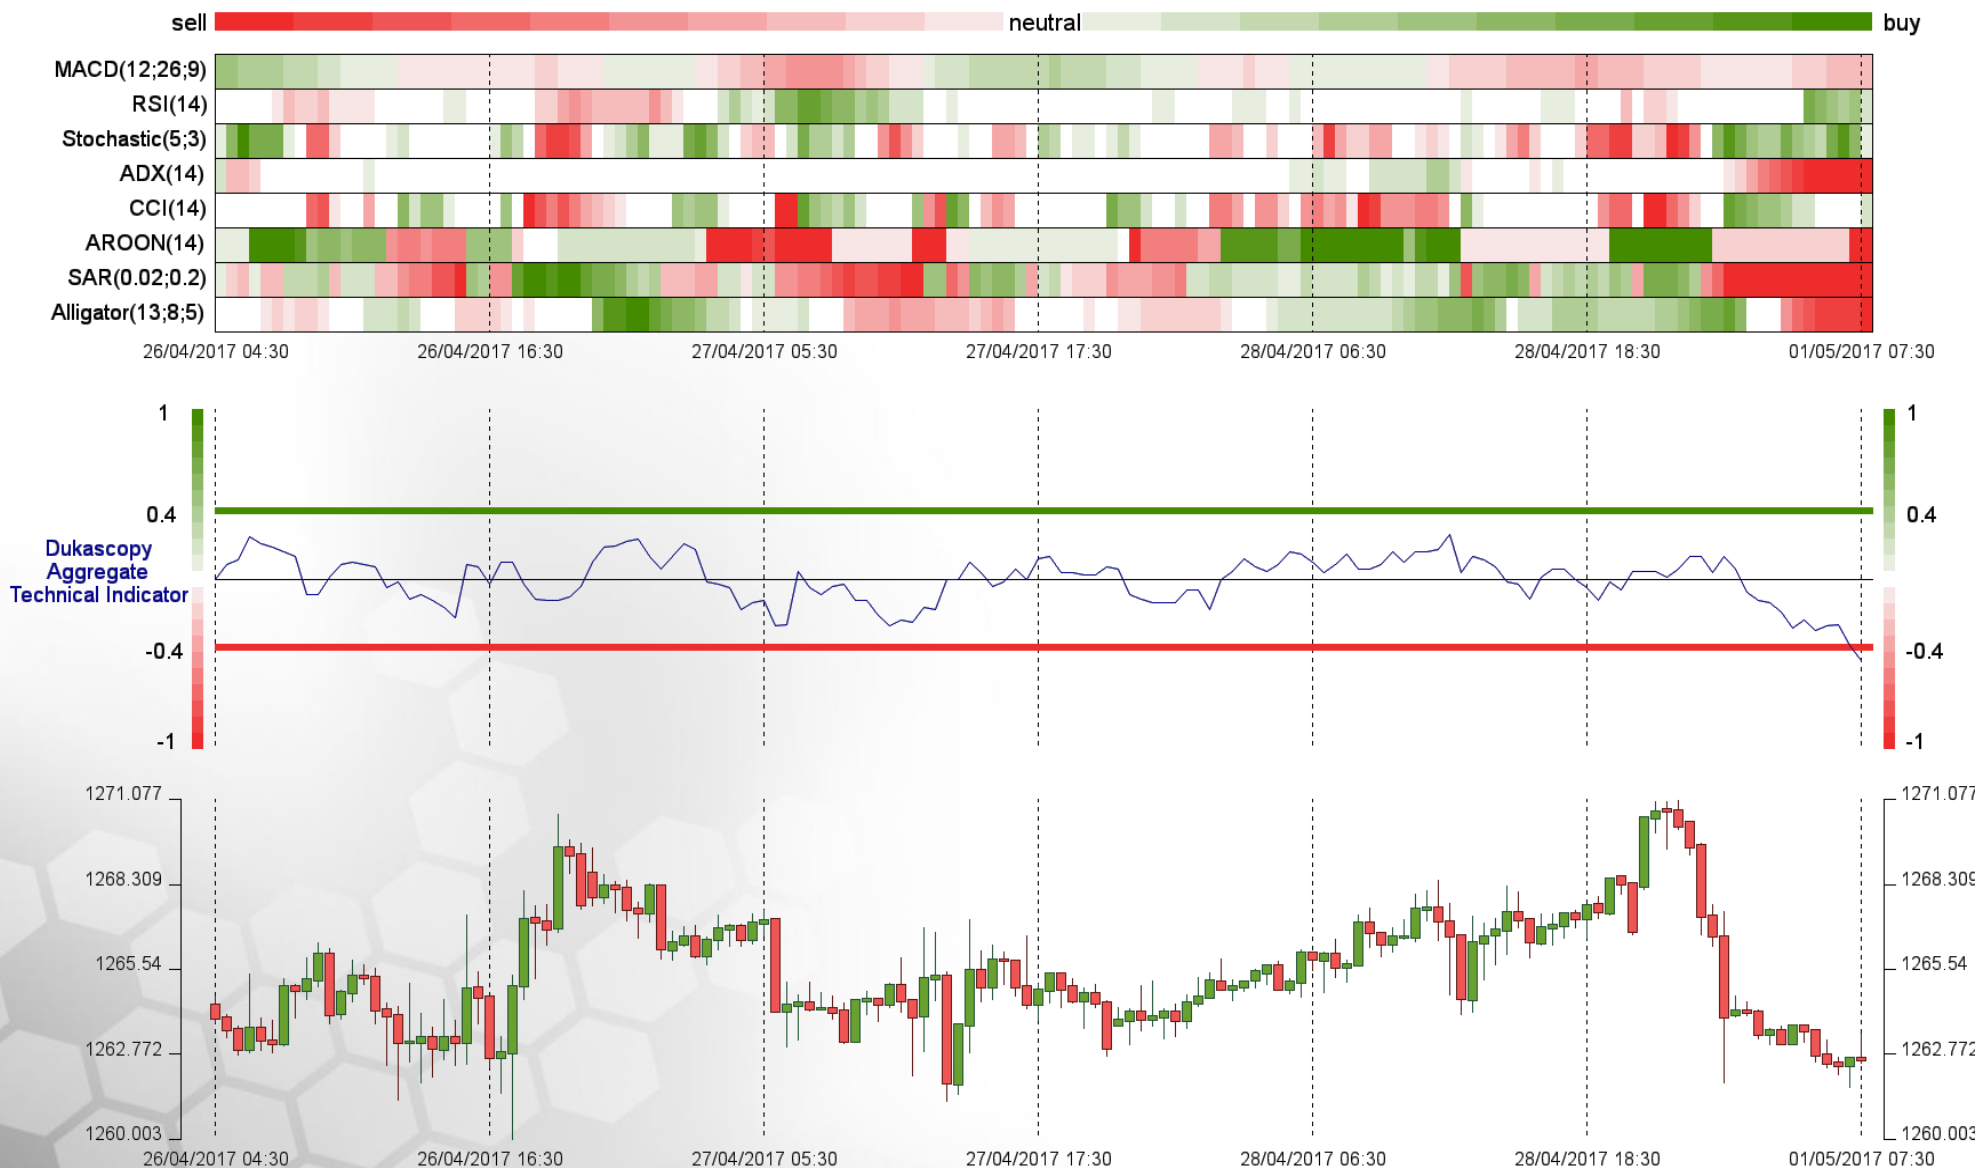 sell neutral buy
MACD(12;26;9)
RSI(14)
Stochastic(5;3)
ADX(14)
CCI(14)
AROON(14)
SAR(0.02;0.2)
Alligator(13;8;5)
26/04/2017 04:30 26/04/2017 16:30 27/04/2017 05:30 27/04/2017 17:30 28/04/2017 06:30 28/04/2017 18:30 01/05/2017 07:30
1 1
0.4 0.4
Dukascopy
Aggregate
Technical Indicator
-0.4 -0.4
-1 -1
1271.077 1271.077
1268.309 1268.309
1265.54 1265.54
1262.772 1262.772
1260.003 1260.003
26/04/2017 04:30 26/04/2017 16:30 27/04/2017 05:30 27/04/2017 17:30 28/04/2017 06:30 28/04/2017 18:30 01/05/2017 07:30